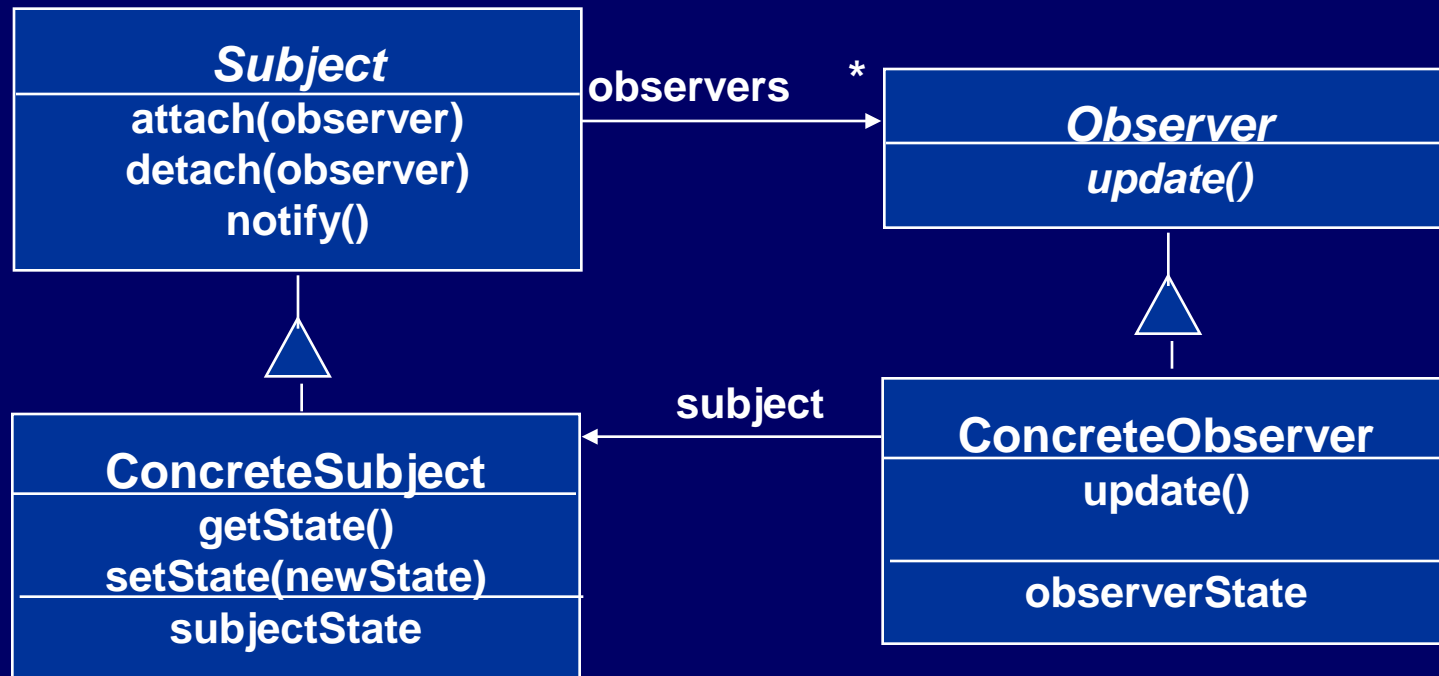 Subject
attach(observer)
detach(observer)
notify()
observers *
Observer
update()
subject
ConcreteSubject
getState()
setState(newState)
subjectState
ConcreteObserver
update()
observerState